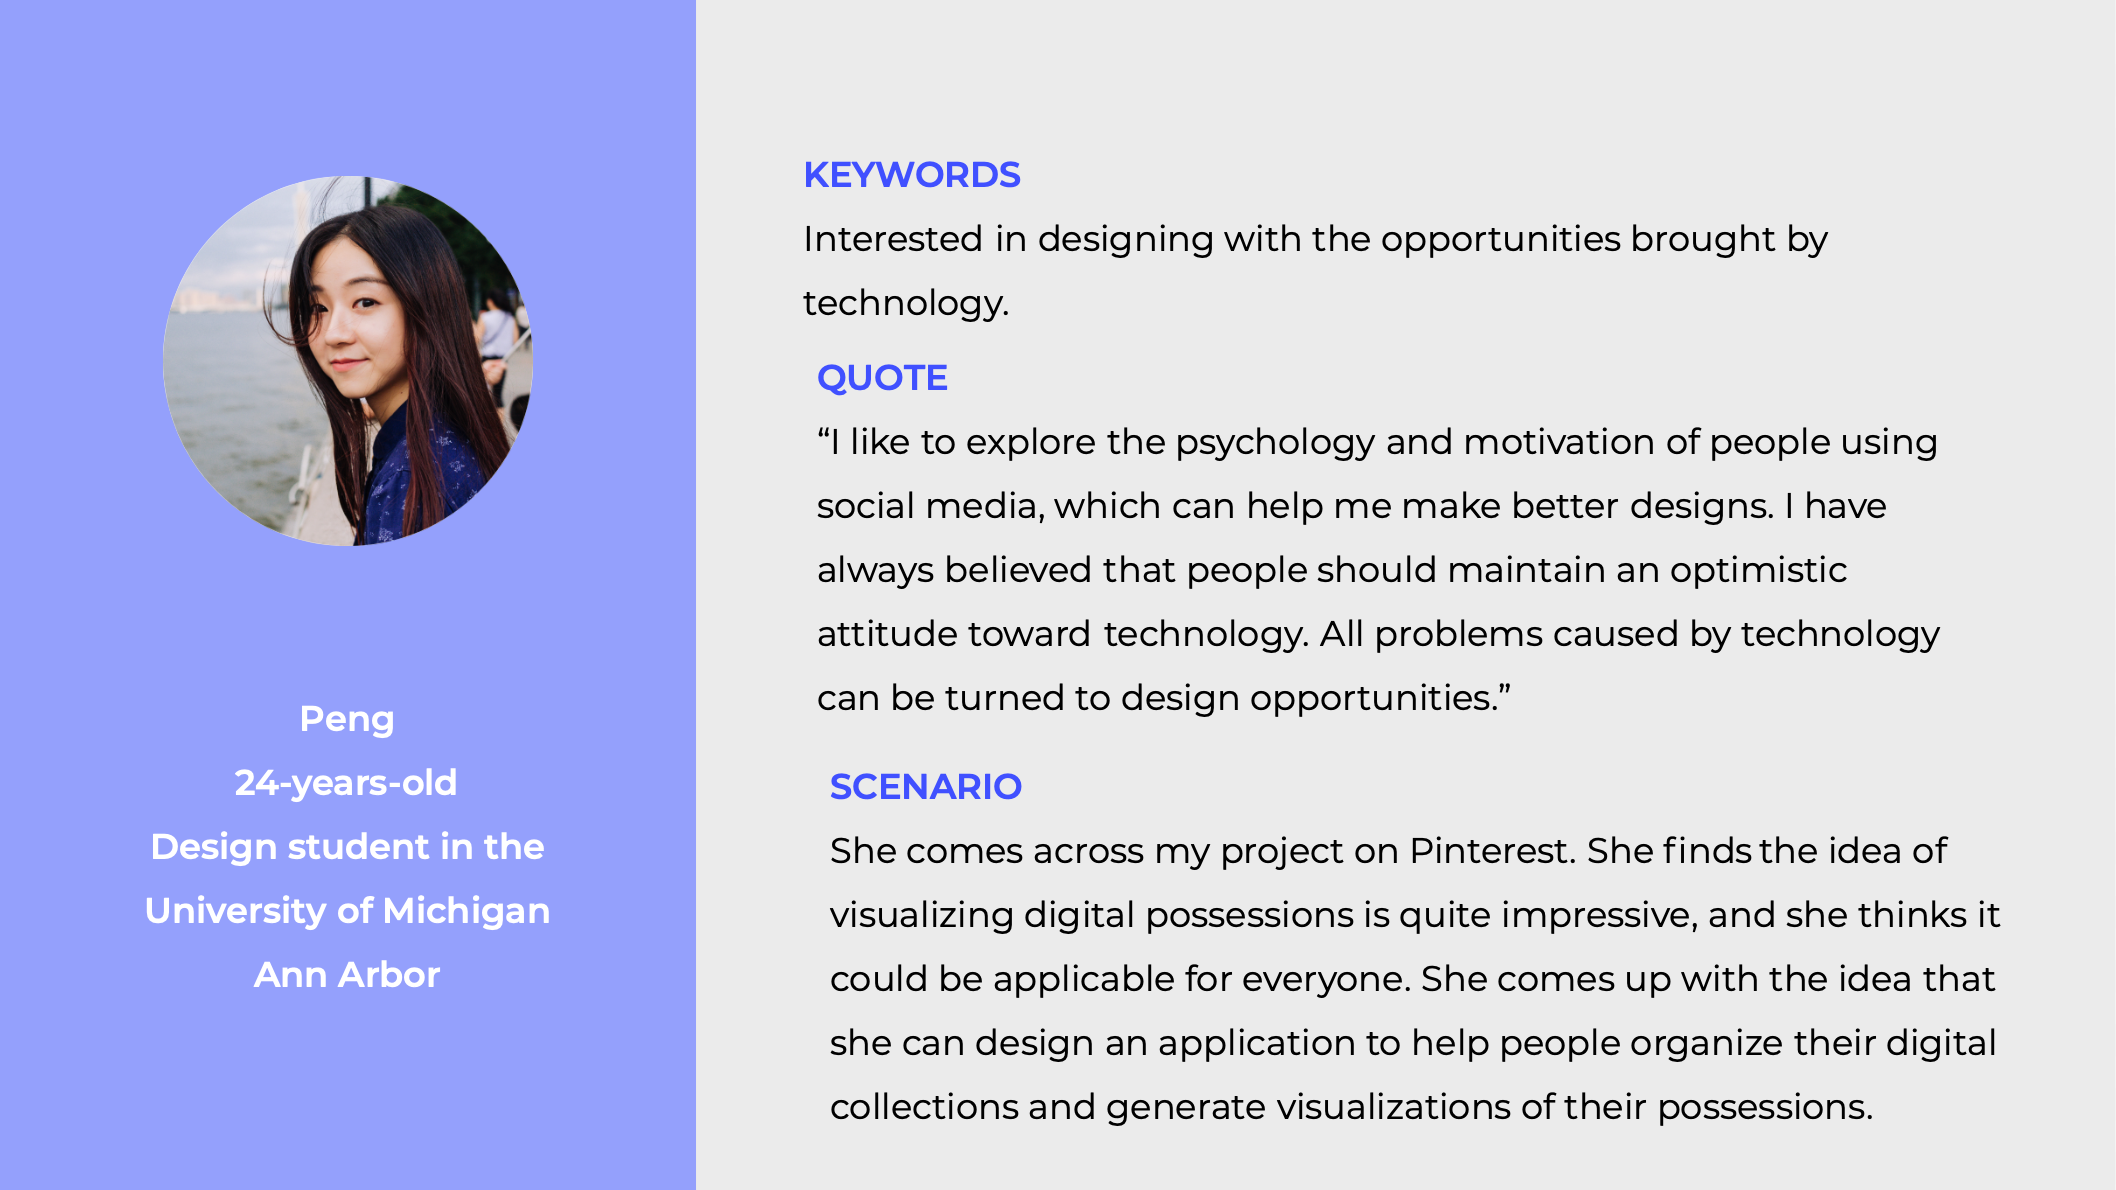 Peng
24-years-old
Design student in the
University of Michigan
Ann Arbor
KEYWORDS
Interested in designing with the opportunities brought by
technology.
QUOTE
“I like to explore the psychology and motivation of people using
social media, which can help me make better designs. I have
always believed that people should maintain an optimistic
attitude toward technology. All problems caused by technology
can be turned to design opportunities.”
SCENARIO
She comes across my project on Pinterest. She finds the idea of
visualizing digital possessions is quite impressive, and she thinks it
could be applicable for everyone. She comes up with the idea that
she can design an application to help people organize their digital
collections and generate visualizations of their possessions.